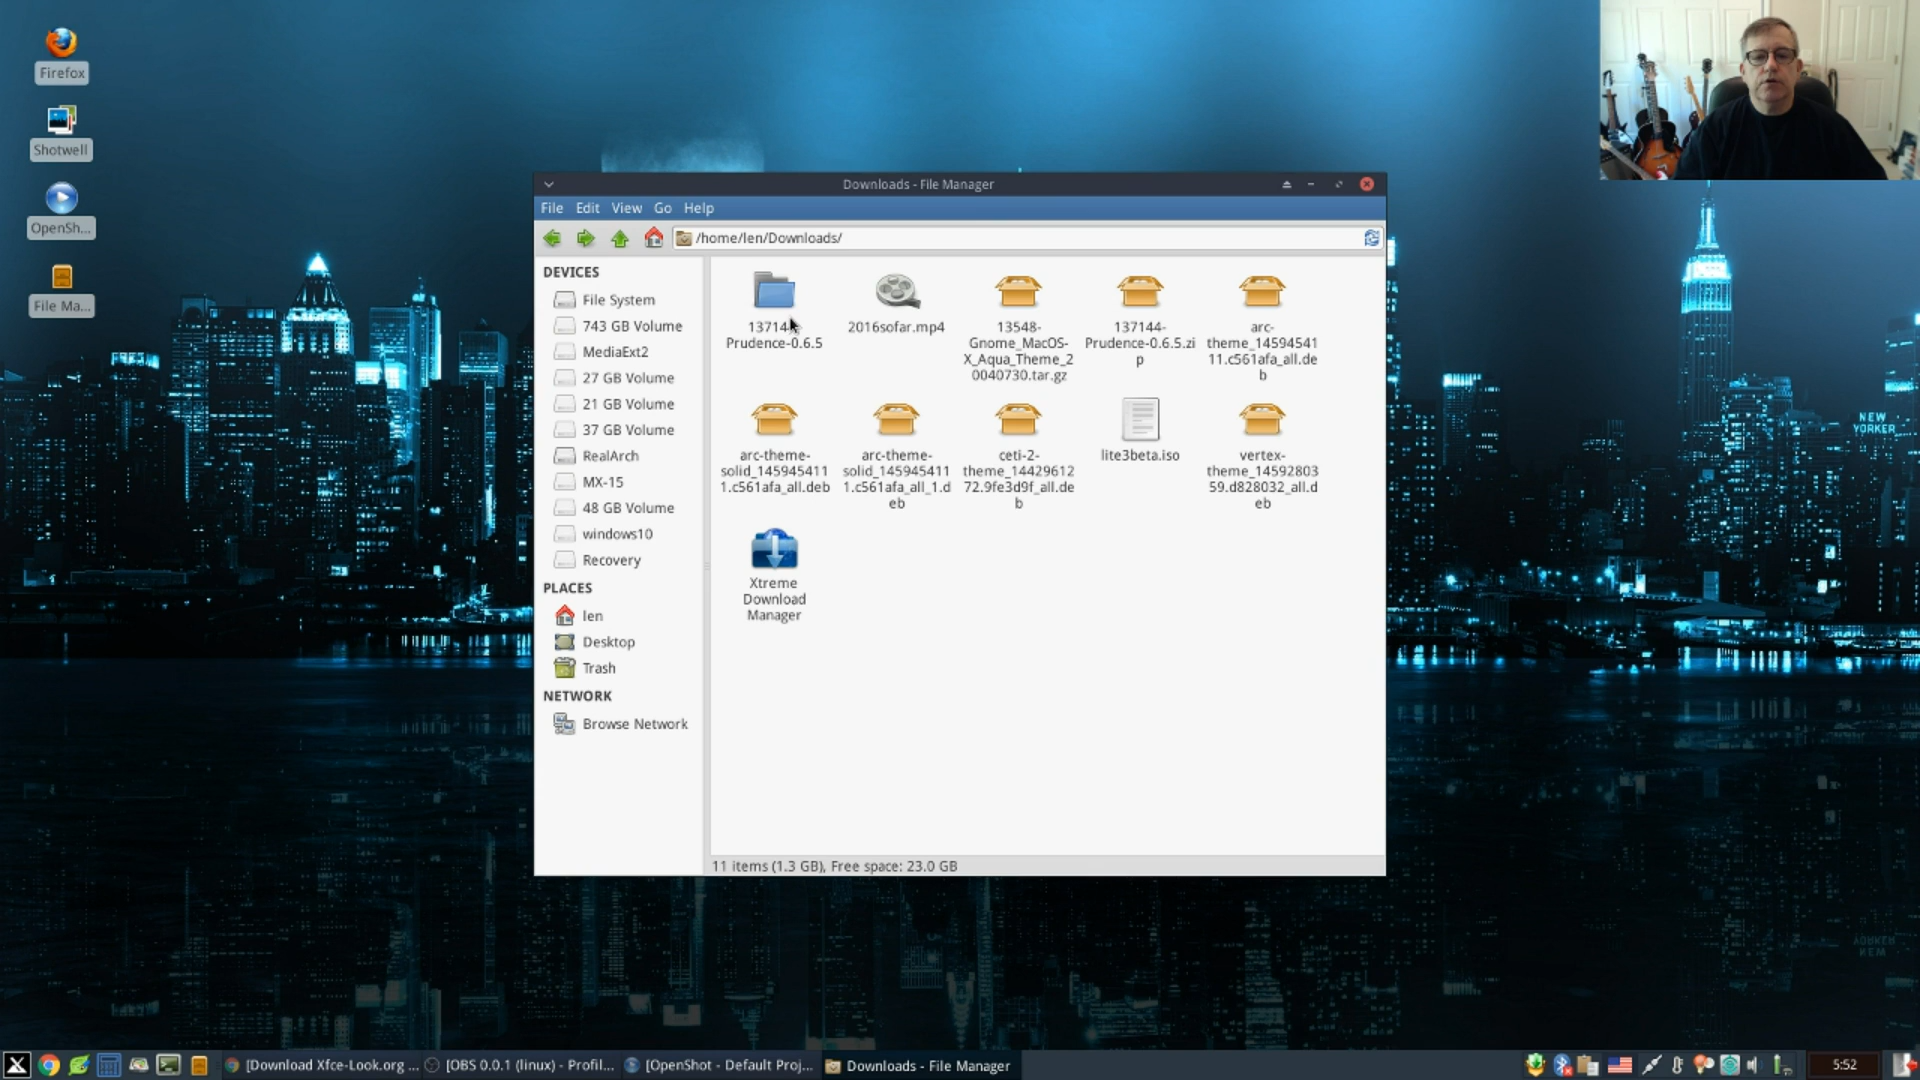 Firefox
Shotwell
OpenSh...
File Ma...
Downloads - File Manager
File Edit View Go Help
/home/len/Downloads/
DEVICES
File System
743 GB Volume
MediaExt2
27 GB Volume
21 GB Volume
37 GB Volume
RealArch
MX-15
48 GB Volume
windows10
Recovery
PLACES
len
Desktop
Trash
NETWORK
Browse Network
137144-
Prudence-0.6.5
2016sofar.mp4
13548-
Gnome_MacOS-
X_Aqua_Theme_2
0040730.tar.gz
137144-
Prudence-0.6.5.zi
p
arc-
theme_14594541
11.c561afa_all.de
b
arc-theme-
solid_145945411
1.c561afa_all.deb
arc-theme-
solid_145945411
1.c561afa_all_1.d
eb
ceti-2-
theme_14429612
72.9fe3d9f_all.de
b
lite3beta.iso
vertex-
theme_14592803
59.d828032_all.d
eb
Xtreme
Download
Manager
11 items (1.3 GB), Free space: 23.0 GB
NEW
YORKER
[Download Xfce-Look.org ...
[OBS 0.0.1 (linux) - Profil...
[OpenShot - Default Proj...
Downloads - File Manager
5:52